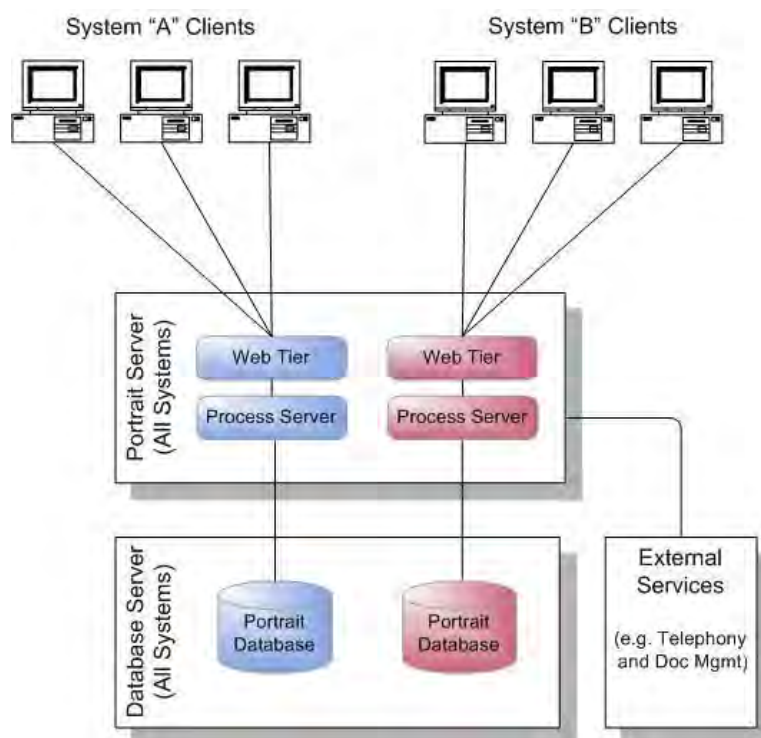 System “A” Clients
System “B” Clients
Portrait Server
(All Systems)
Web Tier
Web Tier
Process Server
Process Server
Database Server
(All Systems)
Portrait
Database
Portrait
Database
External
Services
(e.g. Telephony
and Doc Mgmt)